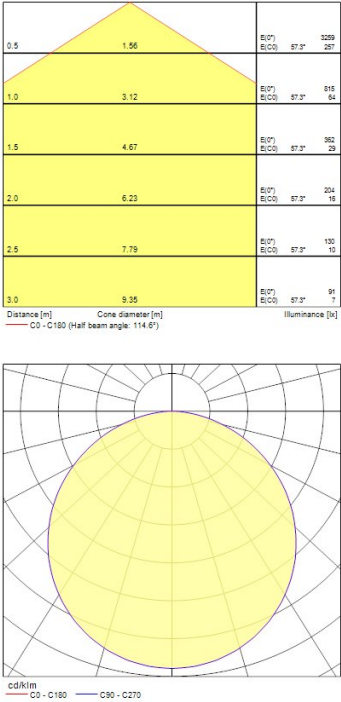 0.5 1.56 E(0°) 3259
E(C0) 57.3° 257
1.0 3.12 E(0°) 815
E(C0) 57.3° 64
1.5 4.67 E(0°) 362
E(C0) 57.3° 29
2.0 6.23 E(0°) 204
E(C0) 57.3° 16
2.5 7.79 E(0°) 130
E(C0) 57.3° 10
3.0 9.35 E(0°) 91
E(C0) 57.3° 7
Distance [m] Cone diameter [m] Illuminance [lx]
C0 - C180 (Half beam angle: 114.6°)
cd/klm
C0 - C180 C90 - C270